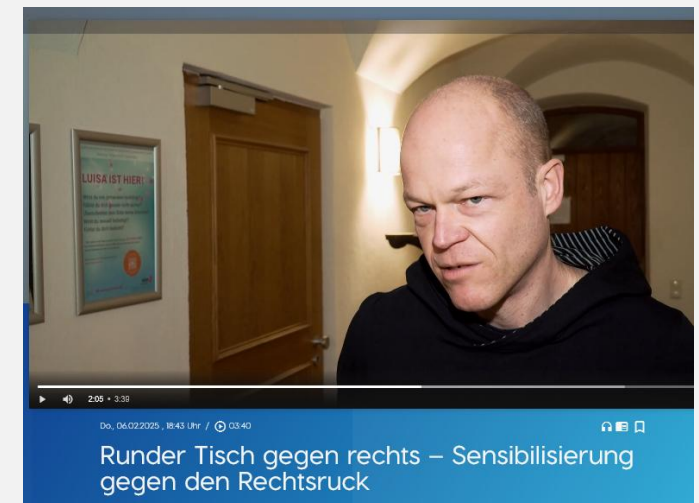 LUISA IST HIER!
2:05 • 3:39
Do., 06.02.2025 , 18:43 Uhr / 03:40
Runder Tisch gegen rechts – Sensibilisierung
gegen den Rechtsruck